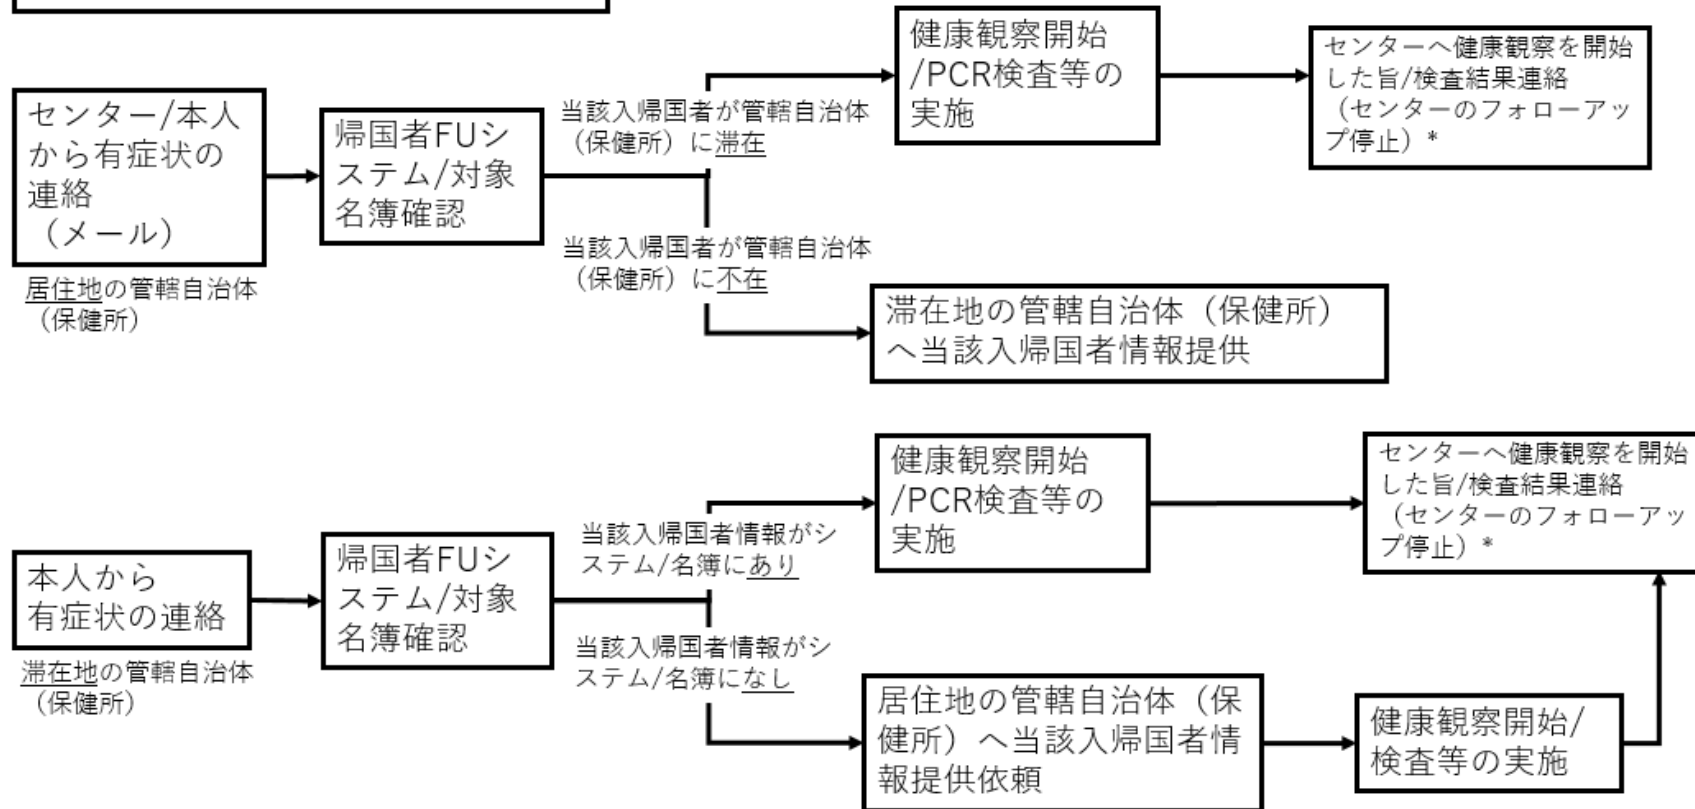 センター/本人
から有症状の
連絡
（メール）
居住地の管轄自治体
（保健所）
帰国者FUシ
ステム/対象
名簿確認
当該入帰国者が管轄自治体
（保健所）に滞在
健康観察開始
/PCR検査等の
実施
センターへ健康観察を開始
した旨/検査結果連絡
（センターのフォローアッ
プ停止）*
当該入帰国者が管轄自治体
（保健所）に不在
滞在地の管轄自治体（保健所）
へ当該入帰国者情報提供
本人から
有症状の連絡
滞在地の管轄自治体
（保健所）
帰国者FUシ
ステム/対象
名簿確認
当該入帰国者情報がシ
ステム/名簿にあり
健康観察開始
/PCR検査等の
実施
センターへ健康観察を開始
した旨/検査結果連絡
（センターのフォローアッ
プ停止）*
当該入帰国者情報がシ
ステム/名簿になし
居住地の管轄自治体（保
健所）へ当該入帰国者情
報提供依頼
健康観察開始/
検査等の実施